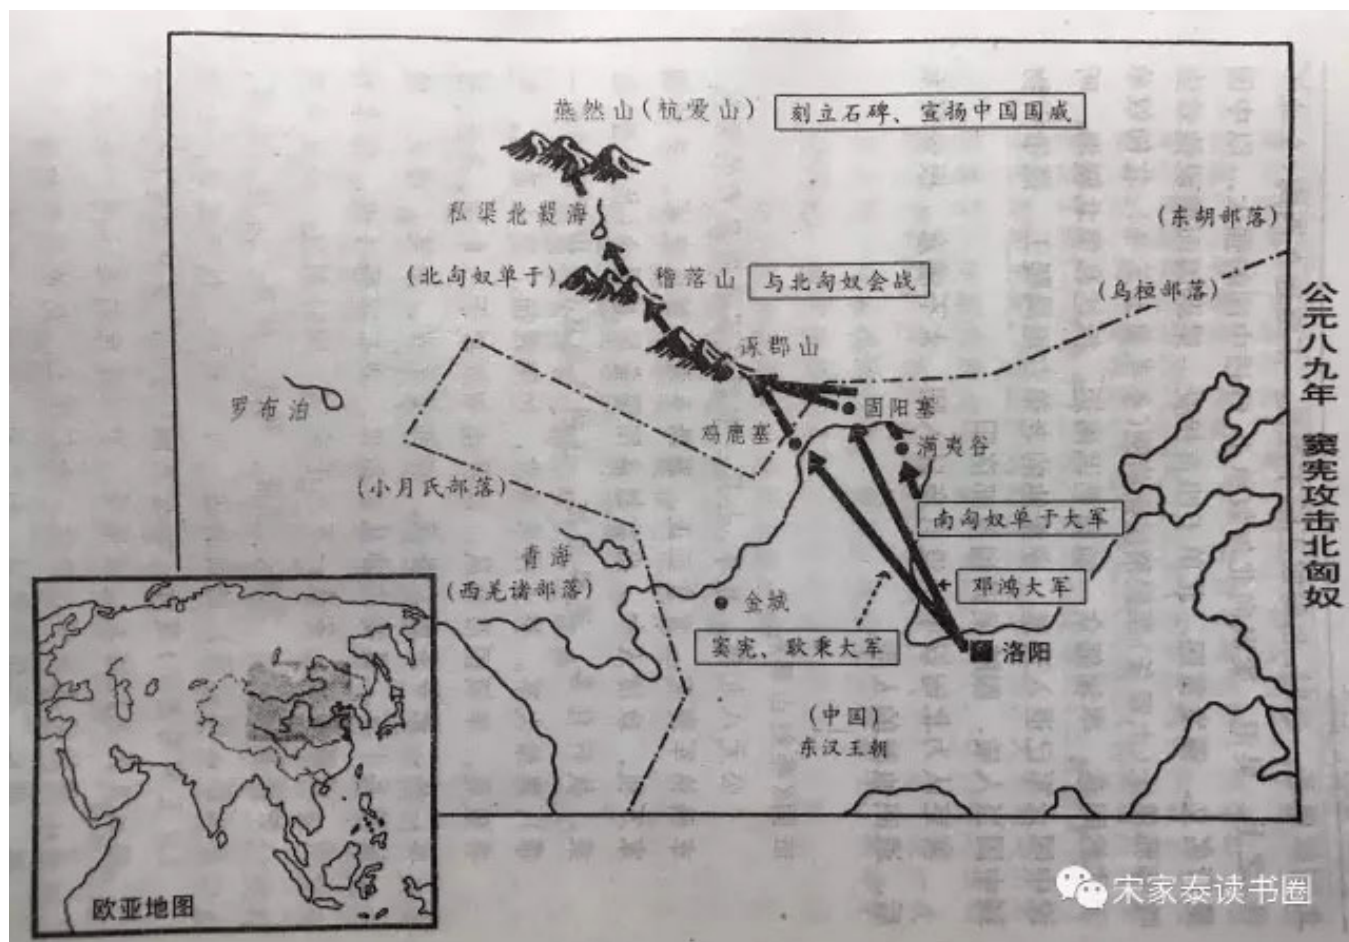 燕然山(杭爱山)
刻立石碑、宣扬中国国威
私渠北鞮海
(东胡部落)
(北匈奴单于)
稽落山
与北匈奴会战
(乌桓部落)
涿郡山
罗布泊
固阳塞
鸡鹿塞
满夷谷
(小月氏部落)
南匈奴单于大军
青海
(西羌诸部落)
金城
邓鸿大军
窦宪、耿秉大军
洛阳
(中国)
东汉王朝
欧亚地图
公元八九年 窦宪攻击北匈奴
宋家泰读书圈